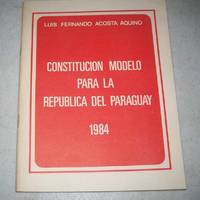 LUIS FERNANDO ACOSTA AQUINO
CONSTITUCION MODELO
PARA LA
REPUBLICA DEL PARAGUAY
1984